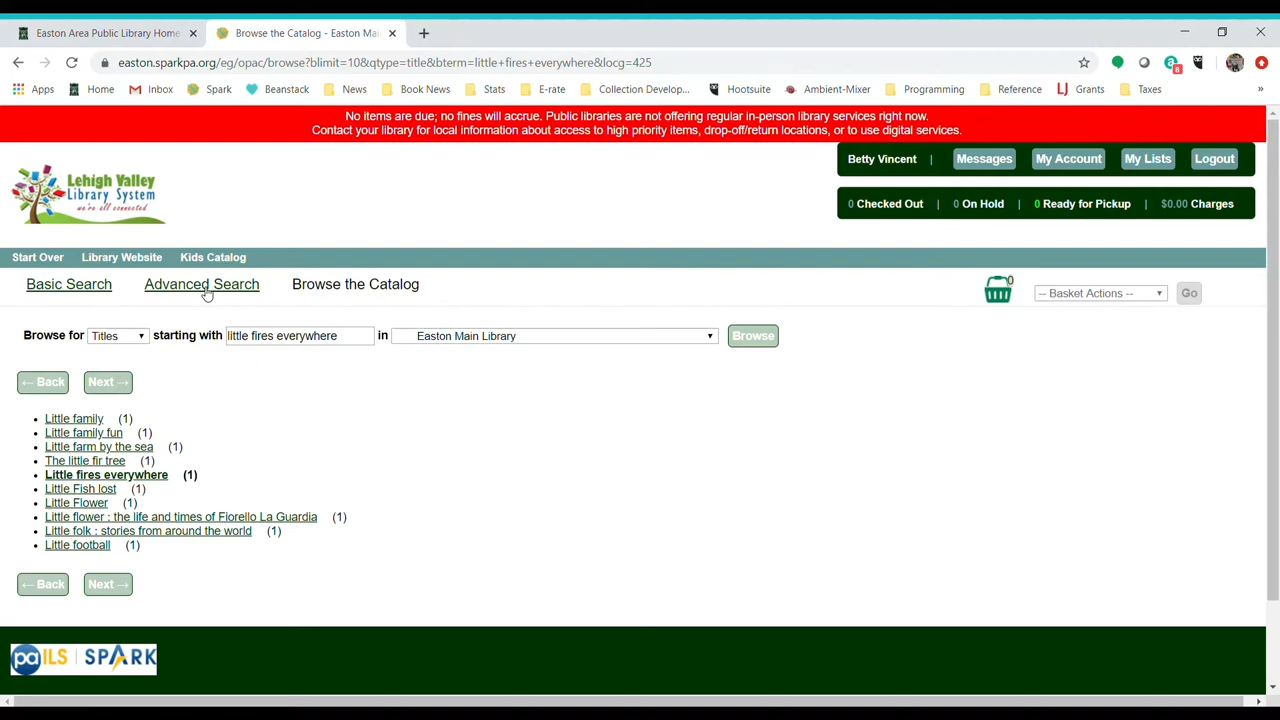 Easton Area Public Library Home
Browse the Catalog - Easton Mai
easton.sparkpa.org/eg/opac/browse?blimit=10&qtype=title&bterm=little+fires+everywhere&locg=425
8
Apps Home Inbox Spark Beanstack News Book News Stats E-rate Collection Develop... Hootsuite Ambient-Mixer Programming Reference LJ Grants Taxes »
No items are due; no fines will accrue. Public libraries are not offering regular in-person library services right now.
Contact your library for local information about access to high priority items, drop-off/return locations, or to use digital services.
Lehigh Valley
Library System
we're all connected
Betty Vincent | Messages My Account My Lists Logout
0 Checked Out | 0 On Hold | 0 Ready for Pickup | $0.00 Charges
Start Over Library Website Kids Catalog
Basic Search Advanced Search Browse the Catalog
0
-- Basket Actions -- Go
Browse for Titles starting with little fires everywhere in Easton Main Library Browse
← Back Next →
• Little family (1)
• Little family fun (1)
• Little farm by the sea (1)
• The little fir tree (1)
• Little fires everywhere (1)
• Little Fish lost (1)
• Little Flower (1)
• Little flower : the life and times of Fiorello La Guardia (1)
• Little folk : stories from around the world (1)
• Little football (1)
← Back Next →
paILS | SPARK